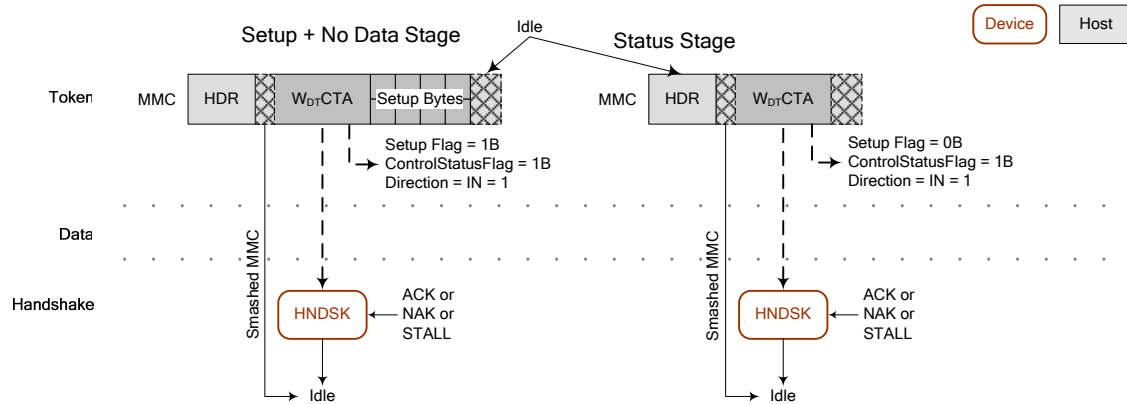 Device
Host
Idle
Setup + No Data Stage
Status Stage
Token
MMC
HDR
WDTCTA
Setup Bytes
MMC
HDR
WDTCTA
Setup Flag = 1B
ControlStatusFlag = 1B
Direction = IN = 1
Setup Flag = 0B
ControlStatusFlag = 1B
Direction = IN = 1
Data
Smashed MMC
Smashed MMC
Handshake
HNDSK
ACK or
NAK or
STALL
HNDSK
ACK or
NAK or
STALL
Idle
Idle